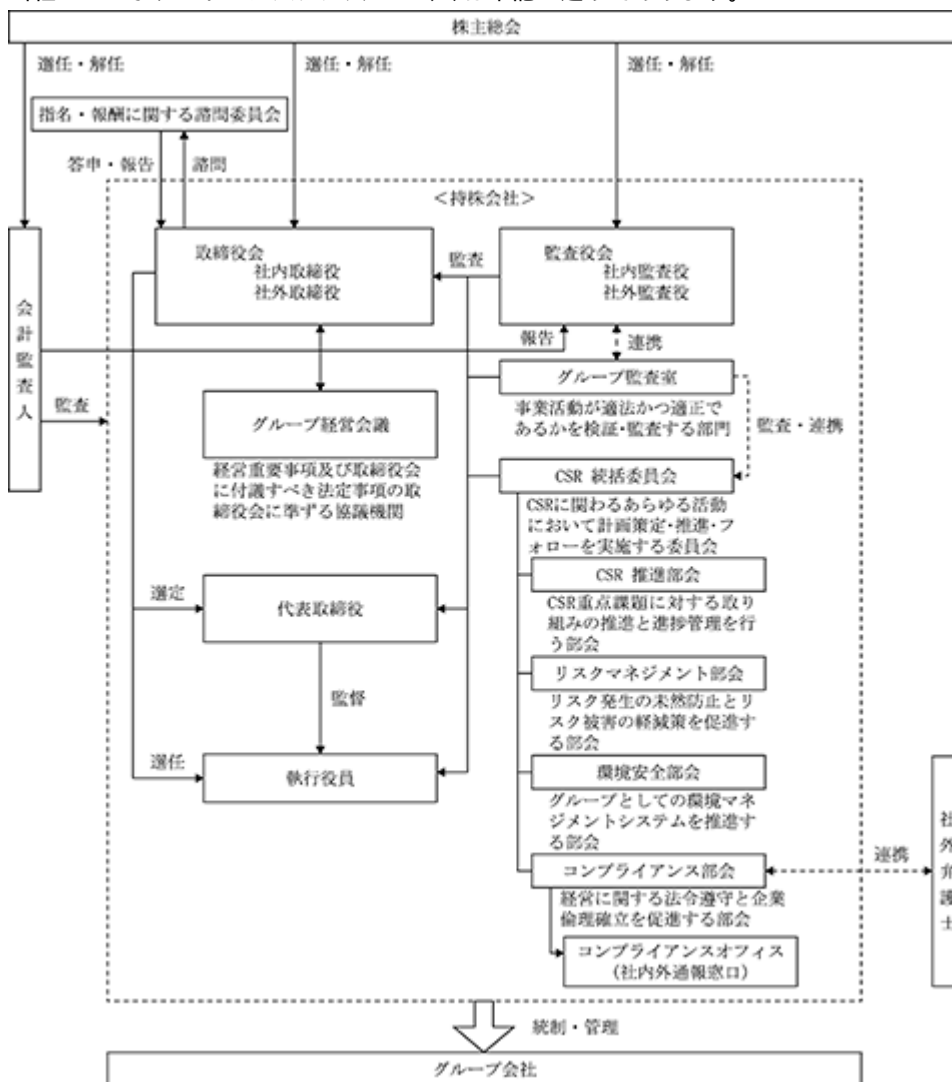 株主総会
選任・解任
選任・解任
選任・解任
指名・報酬に関する諮問委員会
答申・報告
諮問
<持株会社>
取締役会
社内取締役
社外取締役
監査
監査役会
社内監査役
社外監査役
会計監査人
報告
連携
グループ監査室
監査
グループ経営会議
事業活動が適法かつ適正で
あるかを検証・監査する部門
監査・連携
経営重要事項及び取締役会
に付議すべき法定事項の取
締役会に準ずる協議機関
CSR 統括委員会
CSRに関わるあらゆる活動
において計画策定・推進・フ
ォローを実施する委員会
CSR 推進部会
選定
代表取締役
CSR重点課題に対する取り
組みの推進と進捗管理を行
う部会
リスクマネジメント部会
監督
リスク発生の未然防止とリ
スク被害の軽減策を促進す
る部会
選任
執行役員
環境安全部会
グループとしての環境マネ
ジメントシステムを推進す
る部会
コンプライアンス部会
連携
社外弁護士
経営に関する法令遵守と企業
倫理確立を促進する部会
コンプライアンスオフィス
(社内外通報窓口)
統制・管理
グループ会社